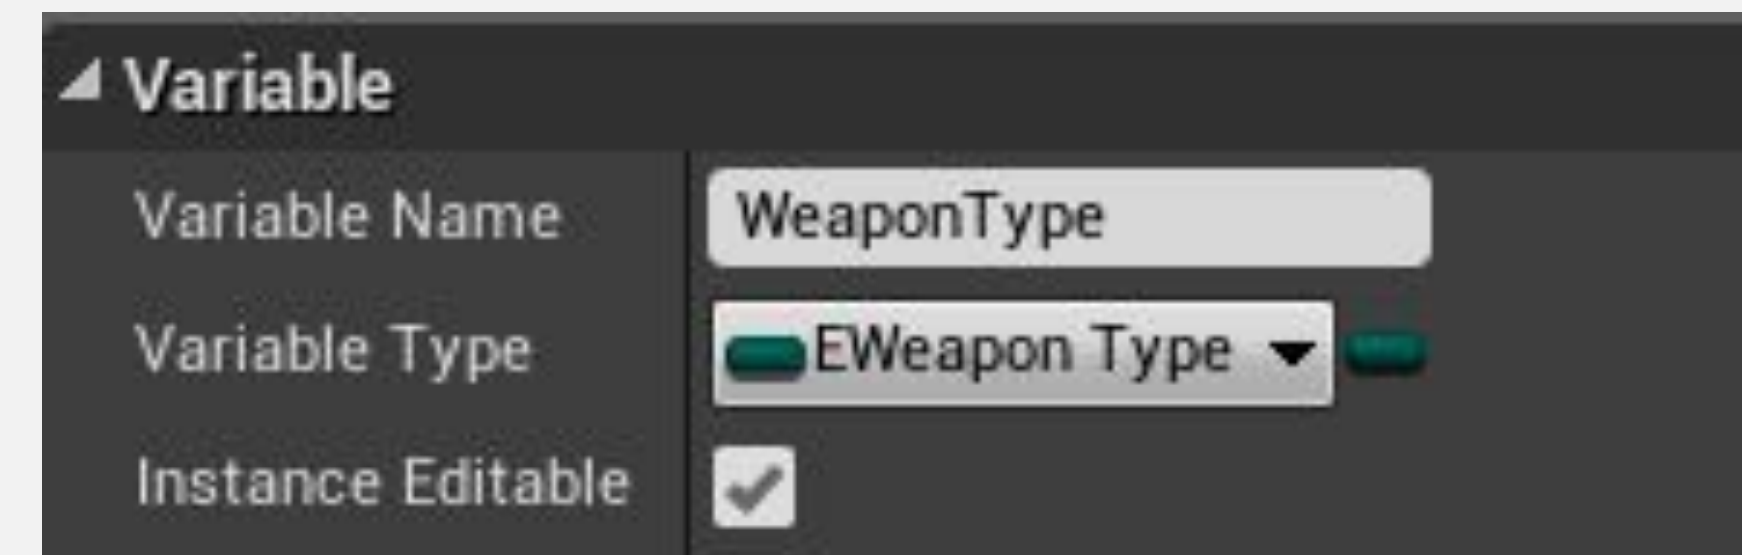 Variable
Variable Name WeaponType
Variable Type EWeapon Type
Instance Editable